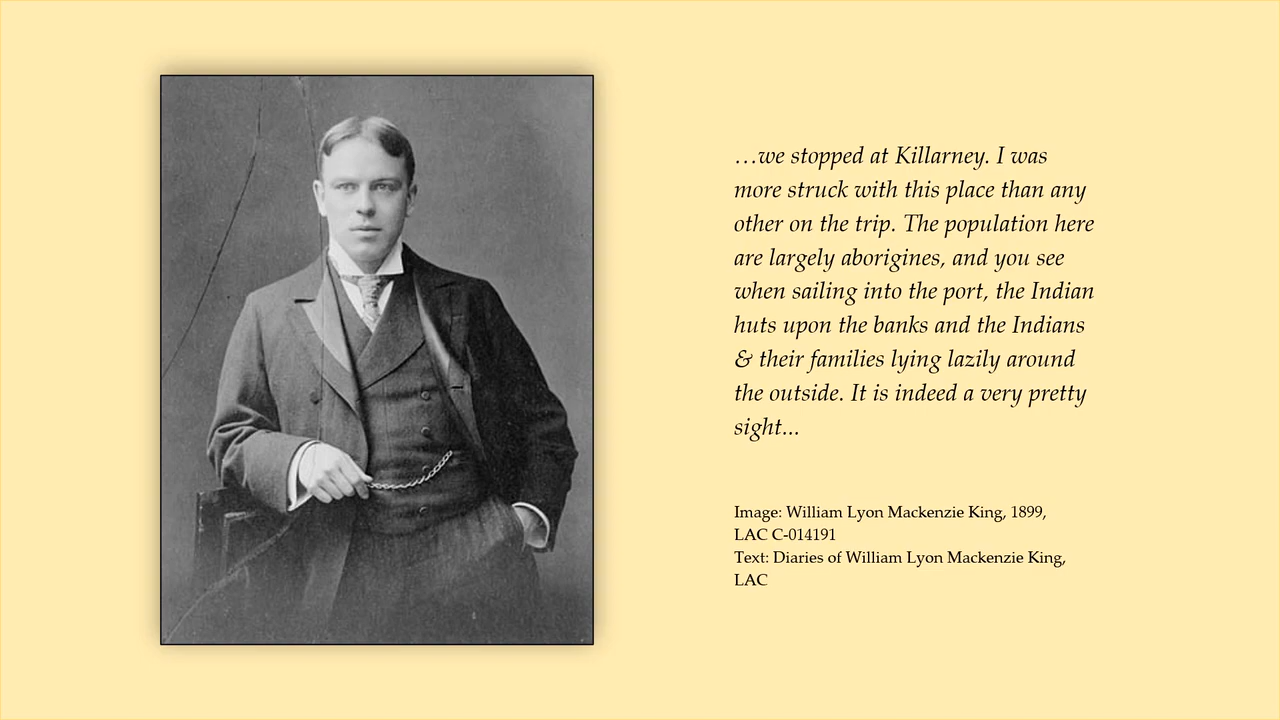 …we stopped at Killarney. I was
more struck with this place than any
other on the trip. The population here
are largely aborigines, and you see
when sailing into the port, the Indian
huts upon the banks and the Indians
& their families lying lazily around
the outside. It is indeed a very pretty
sight...
Image: William Lyon Mackenzie King, 1899,
LAC C-014191
Text: Diaries of William Lyon Mackenzie King,
LAC